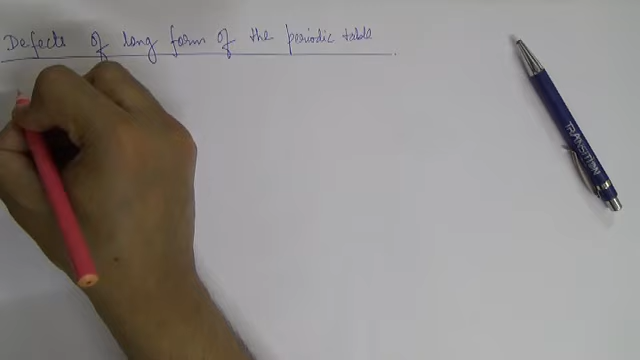 Defects of long form of the periodic table
TRANSITION